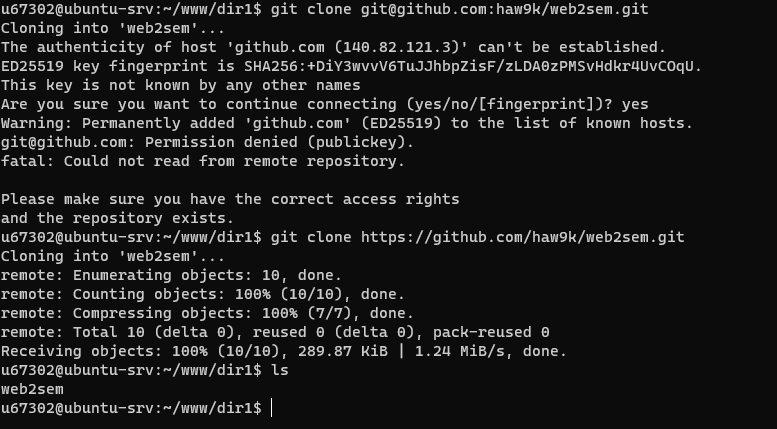 u67302@ubuntu-srv:~/www/dir1$ git clone git@github.com:haw9k/web2sem.git
Cloning into 'web2sem'...
The authenticity of host 'github.com (140.82.121.3)' can't be established.
ED25519 key fingerprint is SHA256:+DiY3wvvV6TuJJhbpZisF/zLDA0zPMSvHdkr4UvCOqU.
This key is not known by any other names
Are you sure you want to continue connecting (yes/no/[fingerprint])? yes
Warning: Permanently added 'github.com' (ED25519) to the list of known hosts.
git@github.com: Permission denied (publickey).
fatal: Could not read from remote repository.

Please make sure you have the correct access rights
and the repository exists.
u67302@ubuntu-srv:~/www/dir1$ git clone https://github.com/haw9k/web2sem.git
Cloning into 'web2sem'...
remote: Enumerating objects: 10, done.
remote: Counting objects: 100% (10/10), done.
remote: Compressing objects: 100% (7/7), done.
remote: Total 10 (delta 0), reused 0 (delta 0), pack-reused 0
Receiving objects: 100% (10/10), 289.87 KiB | 1.24 MiB/s, done.
u67302@ubuntu-srv:~/www/dir1$ ls
web2sem
u67302@ubuntu-srv:~/www/dir1$